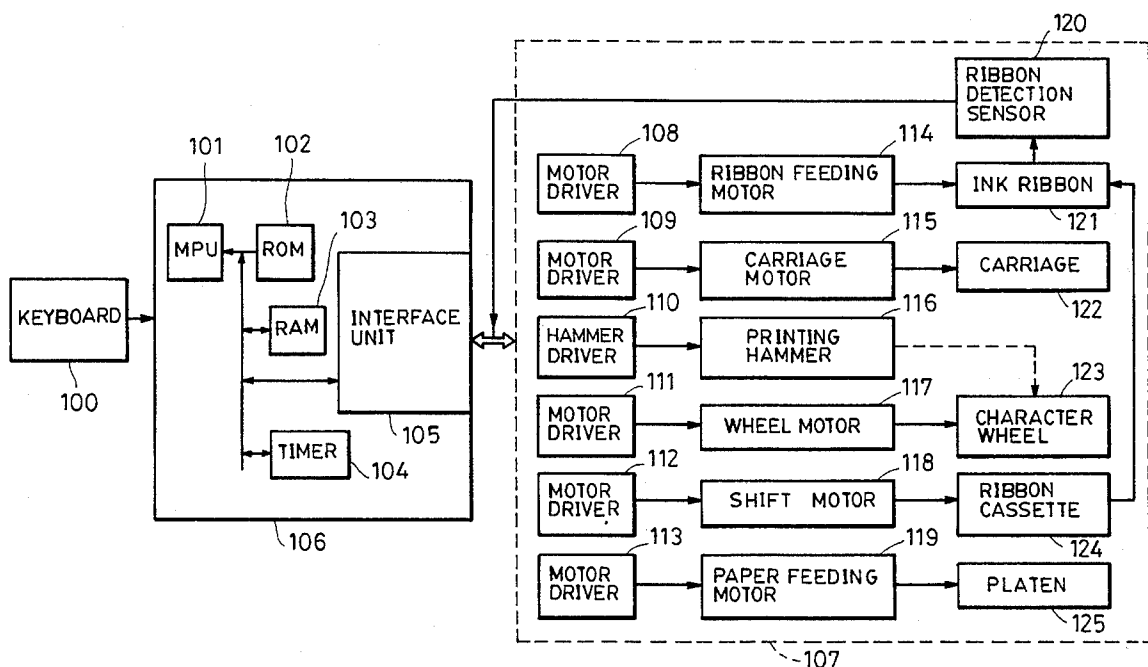 120
RIBBON
DETECTION
SENSOR
108
MOTOR
DRIVER
114
RIBBON FEEDING
MOTOR
INK RIBBON
121
101
102
103
MPU
ROM
RAM
INTERFACE
UNIT
105
TIMER
104
106
KEYBOARD
100
109
MOTOR
DRIVER
115
CARRIAGE
MOTOR
CARRIAGE
122
110
HAMMER
DRIVER
116
PRINTING
HAMMER
111
MOTOR
DRIVER
117
WHEEL MOTOR
123
CHARACTER
WHEEL
112
MOTOR
DRIVER
118
SHIFT MOTOR
RIBBON
CASSETTE
124
113
MOTOR
DRIVER
119
PAPER FEEDING
MOTOR
PLATEN
125
107